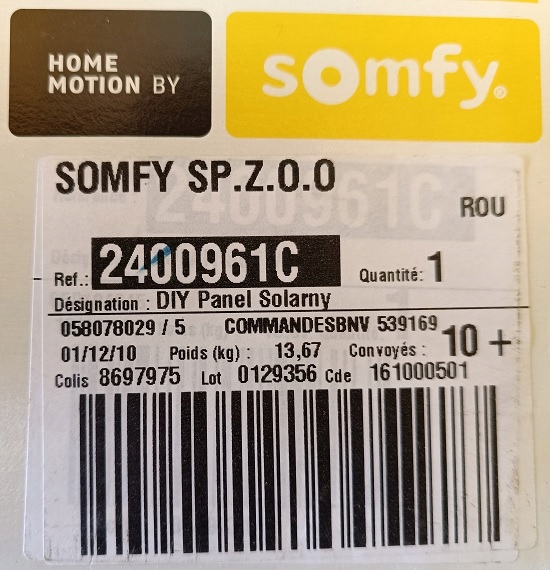 HOME
MOTION BY
somfy®
SOMFY SP.Z.O.O
ROU
Ref.: 2400961C Quantité: 1
Désignation : DIY Panel Solarny
058078029 / 5 COMMANDESBNV 539169
01/12/10 Poids (kg) : 13,67 Convoyés : 10 +
Colis 8697975 Lot 0129356 Cde 161000501